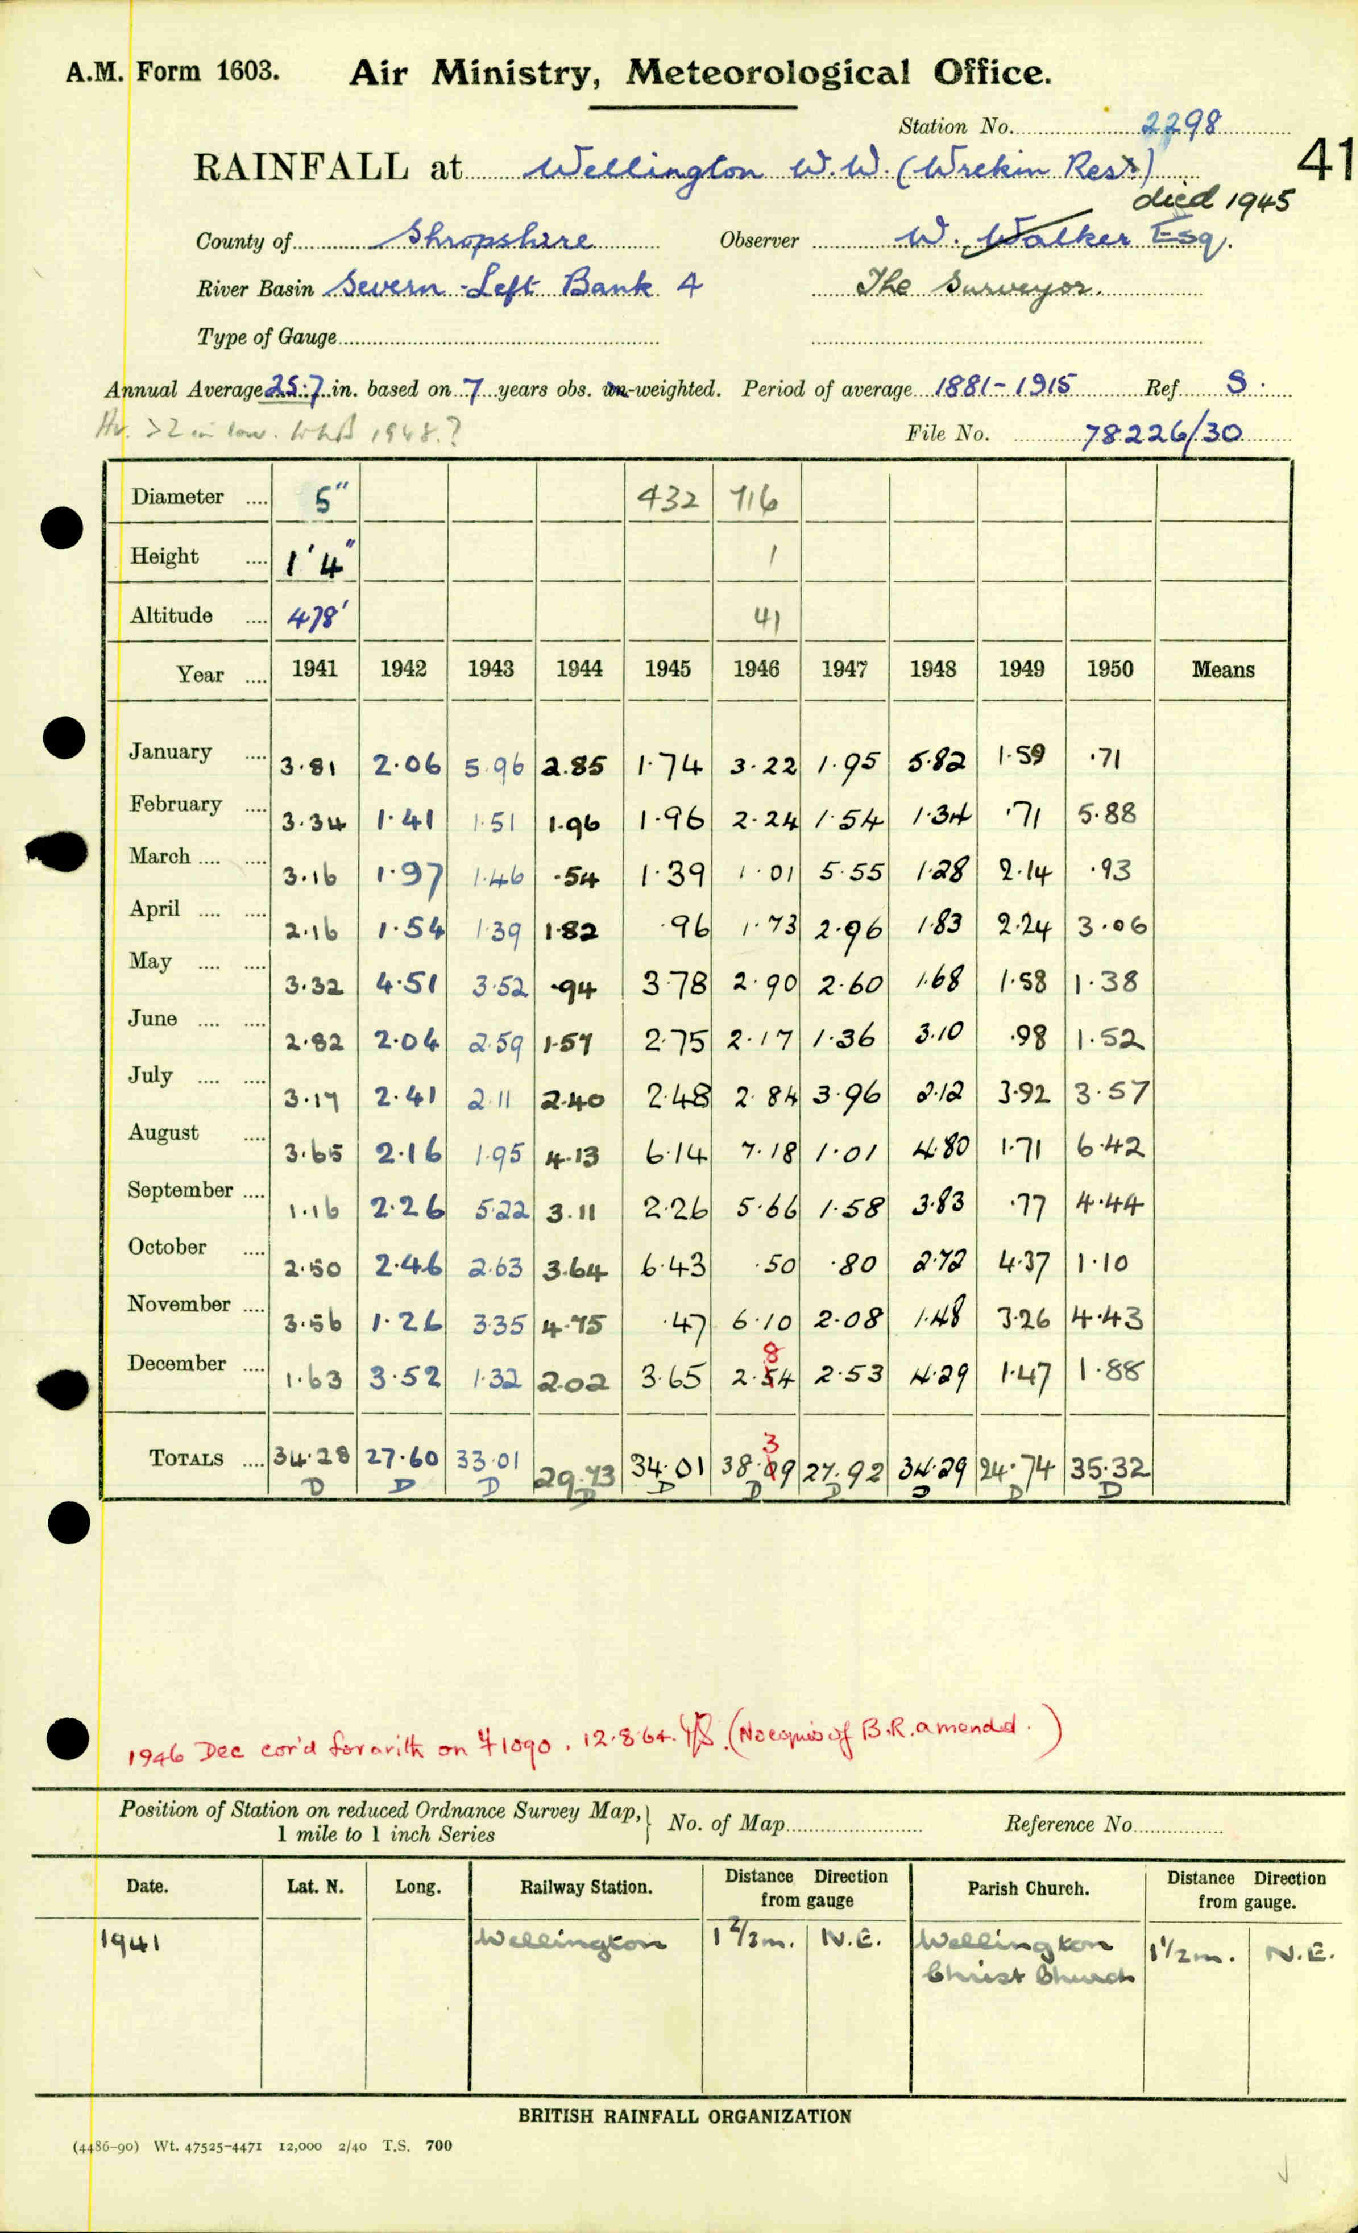 A.M. Form 1603. Air Ministry, Meteorological Office.
Station No. 2298
41
RAINFALL at Wellington W.W. (Wrekin Resr)
died 1945
County of Shropshire Observer W. Walker Esq.
River Basin Severn - Left Bank 4 The Surveyor.
Type of Gauge
Annual Average 25.7 in. based on 7 years obs. un-weighted. Period of average 1881-1915 Ref S.
1948.?
File No. 78226/30
Diameter 5" 432 716
Height 1'4" 1
Altitude 478' 41
Year 1941 1942 1943 1944 1945 1946 1947 1948 1949 1950 Means
January 3.81 2.06 5.96 2.85 1.74 3.22 1.95 5.82 1.59 .71
February 3.34 1.41 1.51 1.96 1.96 2.24 1.54 1.34 .71 5.88
March 3.16 1.97 1.46 .54 1.39 1.01 5.55 1.28 2.14 .93
April 2.16 1.54 1.39 1.82 .96 1.73 2.96 1.83 2.24 3.06
May 3.32 4.51 3.52 .94 3.78 2.90 2.60 1.68 1.58 1.38
June 2.82 2.04 2.59 1.57 2.75 2.17 1.36 3.10 .98 1.52
July 3.17 2.41 2.11 2.40 2.48 2.84 3.96 2.12 3.92 3.57
August 3.65 2.16 1.95 4.13 6.14 7.18 1.01 4.80 1.71 6.42
September 1.16 2.26 5.22 3.11 2.26 5.66 1.58 3.83 .77 4.44
October 2.50 2.46 2.63 3.64 6.43 .50 .80 2.72 4.37 1.10
November 3.56 1.26 3.35 4.75 .47 6.10 2.08 1.48 3.26 4.43
8
December 1.63 3.52 1.32 2.02 3.65 2.54 2.53 4.29 1.47 1.88
3
TOTALS 34.28 27.60 33.01 29.73 34.01 38.09 27.92 34.29 24.74 35.32
D D D D D D D D D D
1946 Dec cor'd for arith on F1090. 12.8.64. (No copies of B.R. amended.)
Position of Station on reduced Ordnance Survey Map, 1 mile to 1 inch Series No. of Map Reference No.
Date. Lat. N. Long. Railway Station. Distance Direction from gauge Parish Church. Distance Direction from gauge.
1941 Wellington 1 2/3 m. N.E. Wellington 1 1/2 m. N.E.
Christ Church
BRITISH RAINFALL ORGANIZATION
(4486-90) Wt. 47525-4471 12,000 2/40 T.S. 700